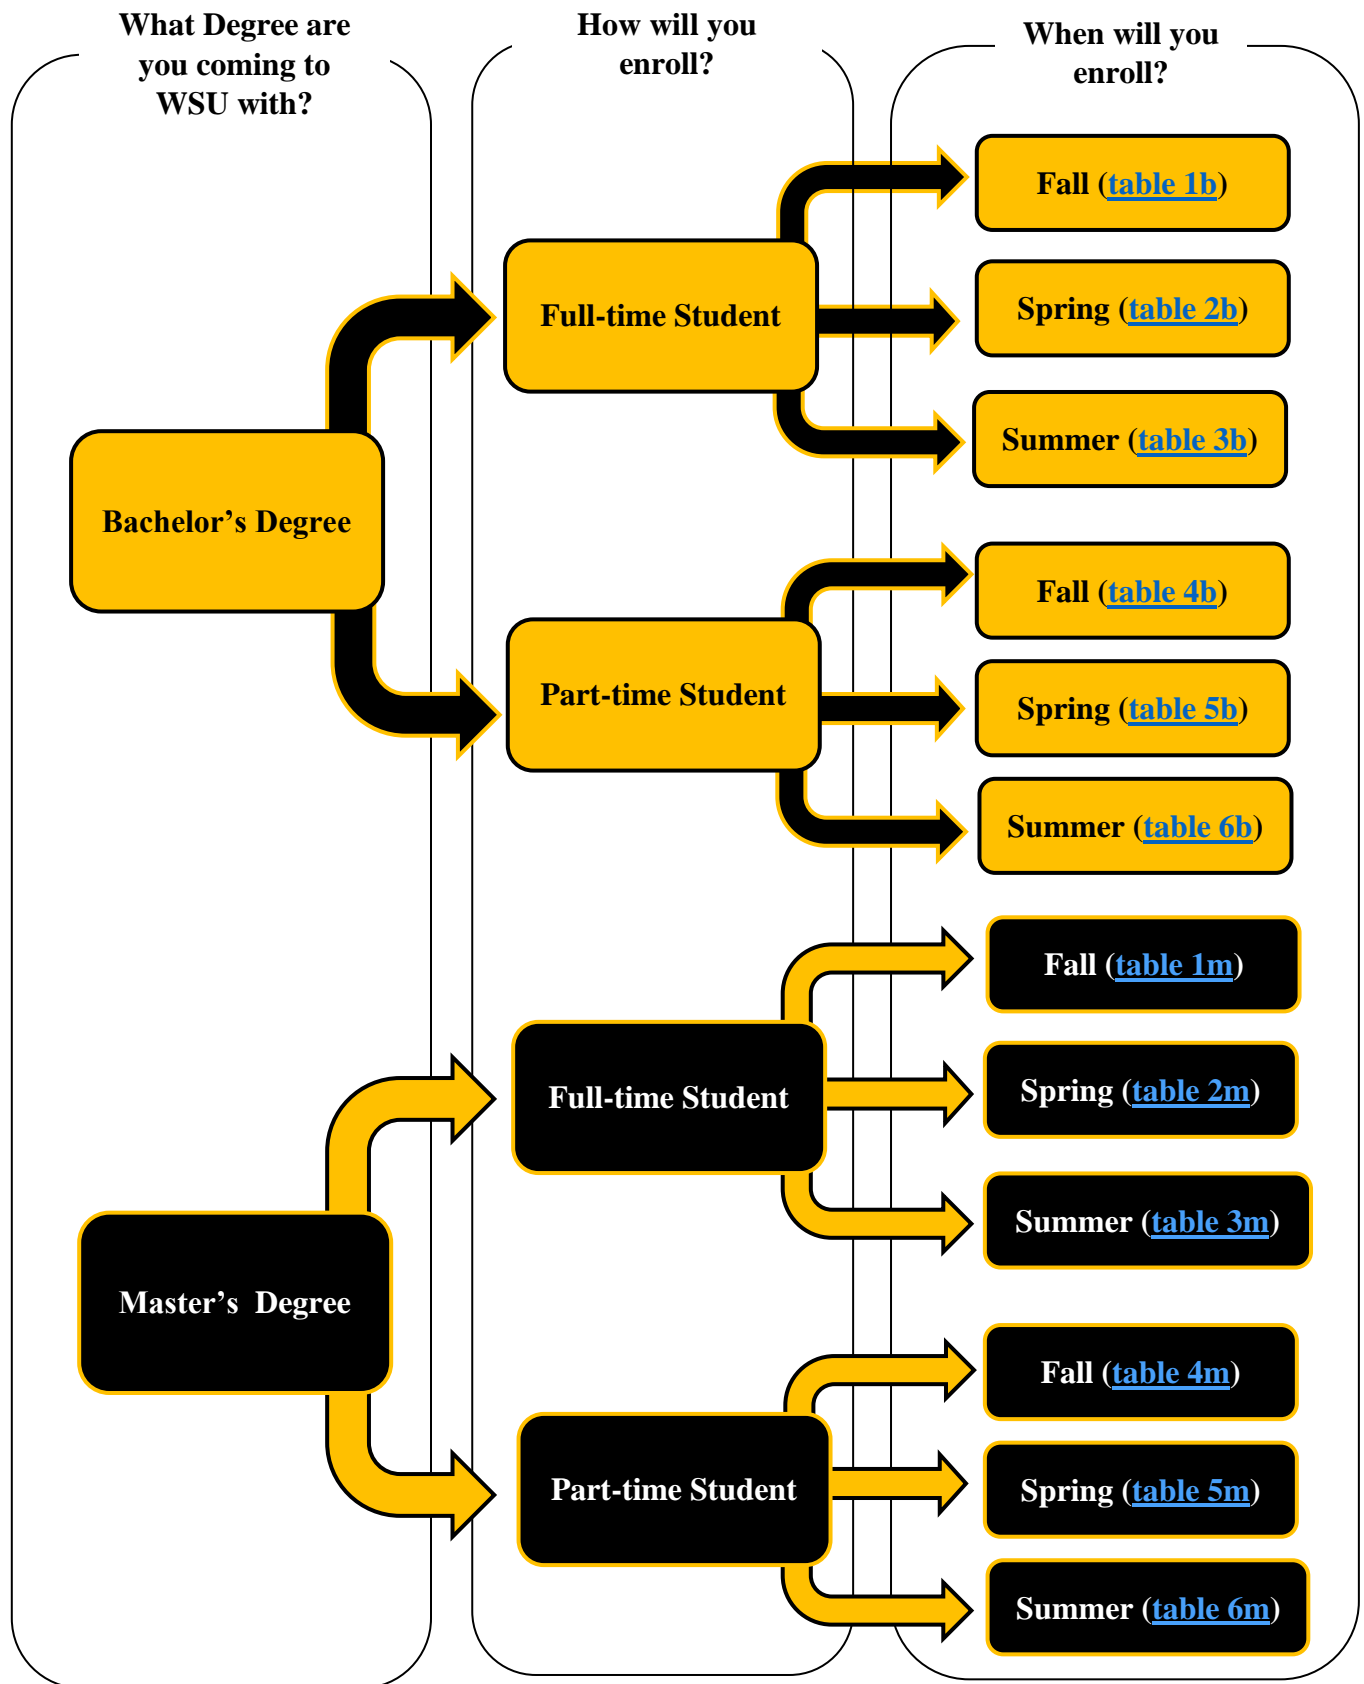 What Degree are
you coming to
WSU with?
How will you
enroll?
When will you
enroll?
Bachelor’s Degree
Full-time Student
Fall (table 1b)
Spring (table 2b)
Summer (table 3b)
Part-time Student
Fall (table 4b)
Spring (table 5b)
Summer (table 6b)
Master’s  Degree
Full-time Student
Fall (table 1m)
Spring (table 2m)
Summer (table 3m)
Part-time Student
Fall (table 4m)
Spring (table 5m)
Summer (table 6m)